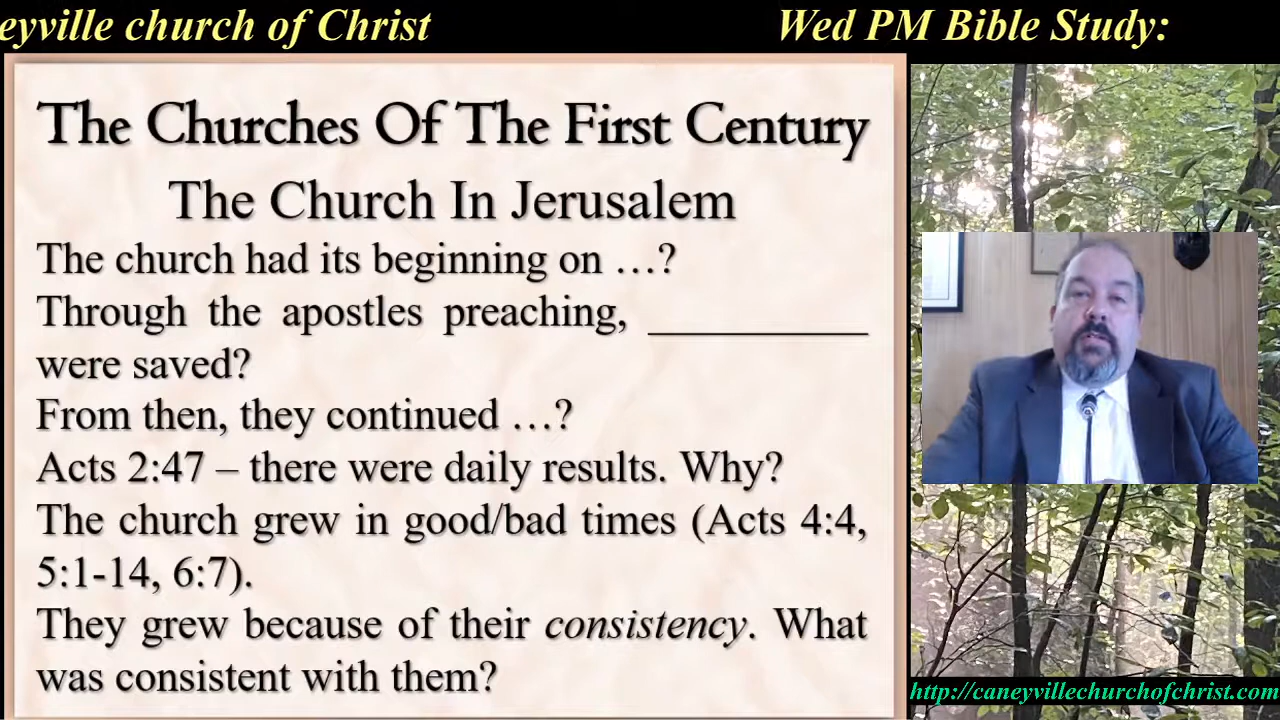 eyville church of Christ
Wed PM Bible Study:
The Churches Of The First Century
The Church In Jerusalem
The church had its beginning on …?
Through the apostles preaching, __________
were saved?
From then, they continued …?
Acts 2:47 – there were daily results. Why?
The church grew in good/bad times (Acts 4:4,
5:1-14, 6:7).
They grew because of their consistency. What
was consistent with them?
http://caneyvillechurchofchrist.com